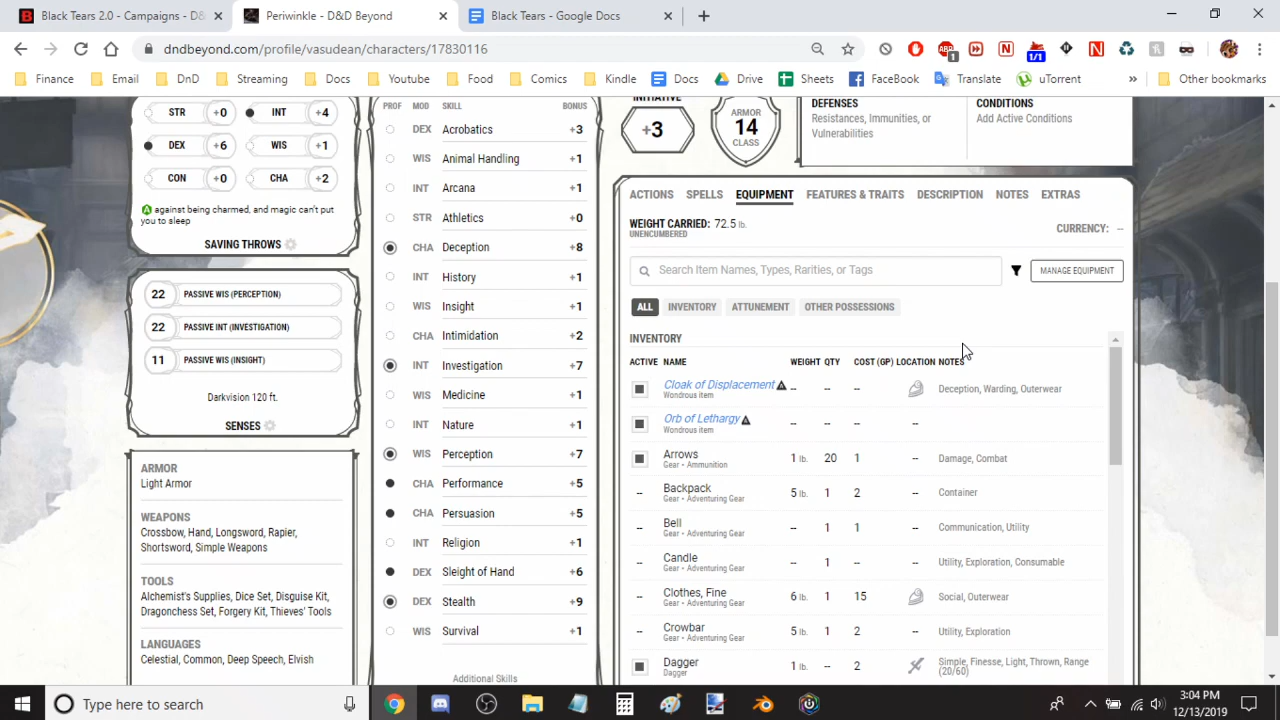 Black Tears 2.0 - Campaigns - D&
Periwinkle - D&D Beyond
Black Tears - Google Docs
dndbeyond.com/profile/vasudean/characters/17830116
ABP
1
1/1
Finance
Email
DnD
Streaming
Docs
Youtube
Food
Comics
Kindle
Docs
Drive
Sheets
FaceBook
Translate
uTorrent
Other bookmarks
STR +0 INT +4
DEX +6 WIS +1
CON +0 CHA +2
A against being charmed, and magic can't put
you to sleep
SAVING THROWS
22 PASSIVE WIS (PERCEPTION)
22 PASSIVE INT (INVESTIGATION)
11 PASSIVE WIS (INSIGHT)
Darkvision 120 ft.
SENSES
ARMOR
Light Armor
WEAPONS
Crossbow, Hand, Longsword, Rapier,
Shortsword, Simple Weapons
TOOLS
Alchemist's Supplies, Dice Set, Disguise Kit,
Dragonchess Set, Forgery Kit, Thieves' Tools
LANGUAGES
Celestial, Common, Deep Speech, Elvish
PROF MOD SKILL BONUS
DEX Acrobatics +3
WIS Animal Handling +1
INT Arcana +1
STR Athletics +0
CHA Deception +8
INT History +1
WIS Insight +1
CHA Intimidation +2
INT Investigation +7
WIS Medicine +1
INT Nature +1
WIS Perception +7
CHA Performance +5
CHA Persuasion +5
INT Religion +1
DEX Sleight of Hand +6
DEX Stealth +9
WIS Survival +1
Additional Skills
INITIATIVE
+3
ARMOR
14
CLASS
DEFENSES
Resistances, Immunities, or
Vulnerabilities
CONDITIONS
Add Active Conditions
ACTIONS SPELLS EQUIPMENT FEATURES & TRAITS DESCRIPTION NOTES EXTRAS
WEIGHT CARRIED: 72.5 lb.
UNENCUMBERED
CURRENCY: --
Search Item Names, Types, Rarities, or Tags
MANAGE EQUIPMENT
ALL INVENTORY ATTUNEMENT OTHER POSSESSIONS
INVENTORY
ACTIVE NAME WEIGHT QTY COST (GP) LOCATION NOTES
Cloak of Displacement -- -- -- Deception, Warding, Outerwear
Wondrous item
Orb of Lethargy -- -- -- --
Wondrous item
Arrows 1 lb. 20 1 -- Damage, Combat
Gear • Ammunition
-- Backpack 5 lb. 1 2 -- Container
Gear • Adventuring Gear
-- Bell -- 1 1 -- Communication, Utility
Gear • Adventuring Gear
-- Candle -- 1 -- -- Utility, Exploration, Consumable
Gear • Adventuring Gear
-- Clothes, Fine 6 lb. 1 15 Social, Outerwear
Gear • Adventuring Gear
-- Crowbar 5 lb. 1 2 -- Utility, Exploration
Gear • Adventuring Gear
Dagger 1 lb. -- 2 Simple, Finesse, Light, Thrown, Range
Dagger (20/60)
Type here to search
3:04 PM
12/13/2019